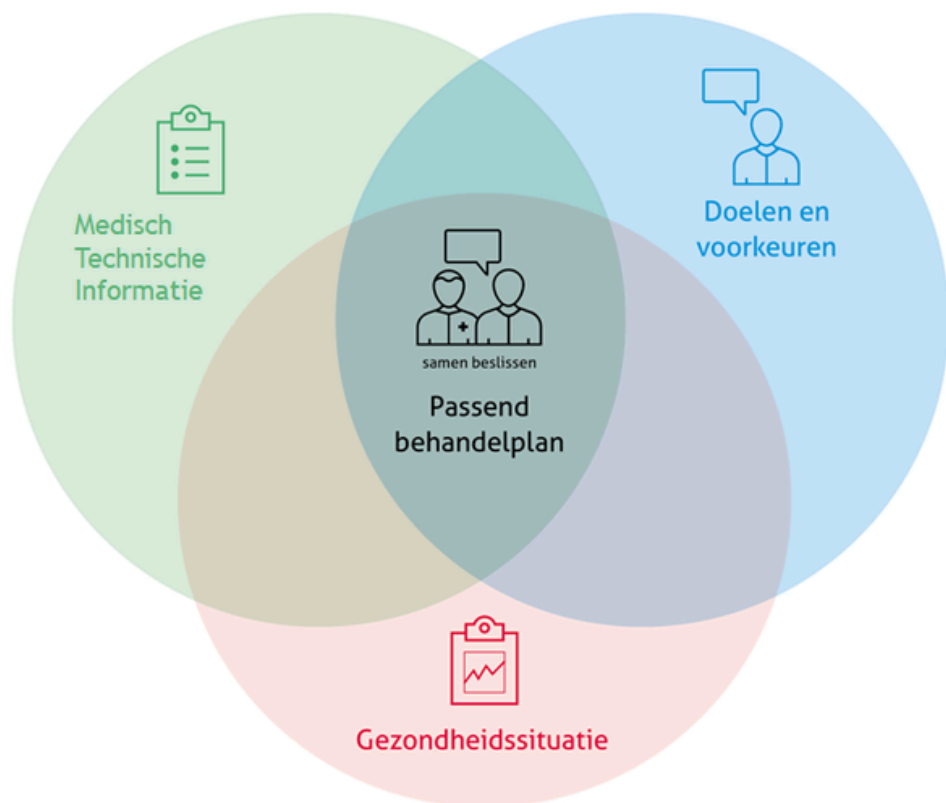 Medisch
Technische
Informatie
Doelen en
voorkeuren
samen beslissen
Passend
behandelplan
Gezondheidssituatie